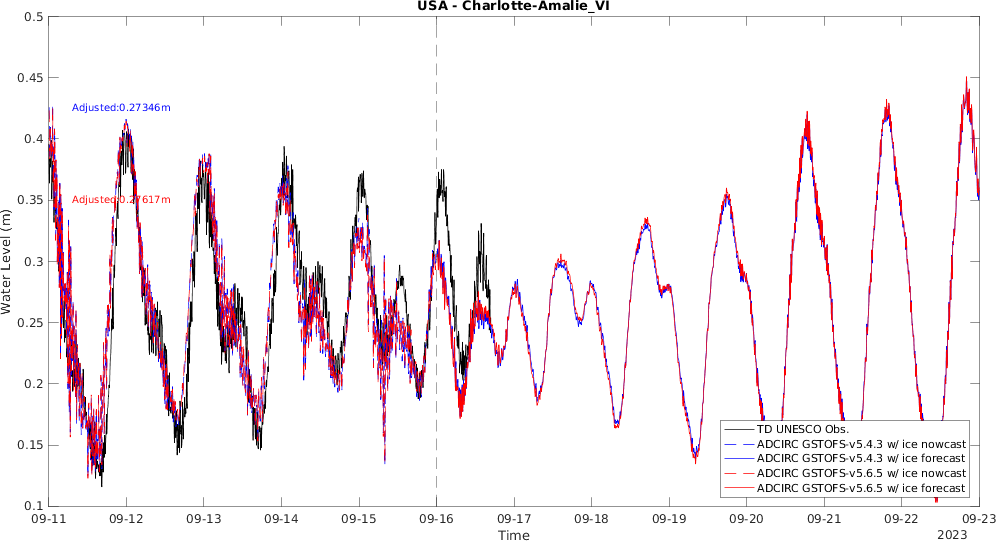 USA - Charlotte-Amalie_VI
0.5
0.45
0.4
0.35
0.3
0.25
0.2
0.15
0.1
Water Level (m)
Adjusted:0.27346m
Adjusted:0.27617m
TD UNESCO Obs.
ADCIRC GSTOFS-v5.4.3 w/ ice nowcast
ADCIRC GSTOFS-v5.4.3 w/ ice forecast
ADCIRC GSTOFS-v5.6.5 w/ ice nowcast
ADCIRC GSTOFS-v5.6.5 w/ ice forecast
09-11 09-12 09-13 09-14 09-15 09-16 09-17 09-18 09-19 09-20 09-21 09-22 09-23
Time
2023